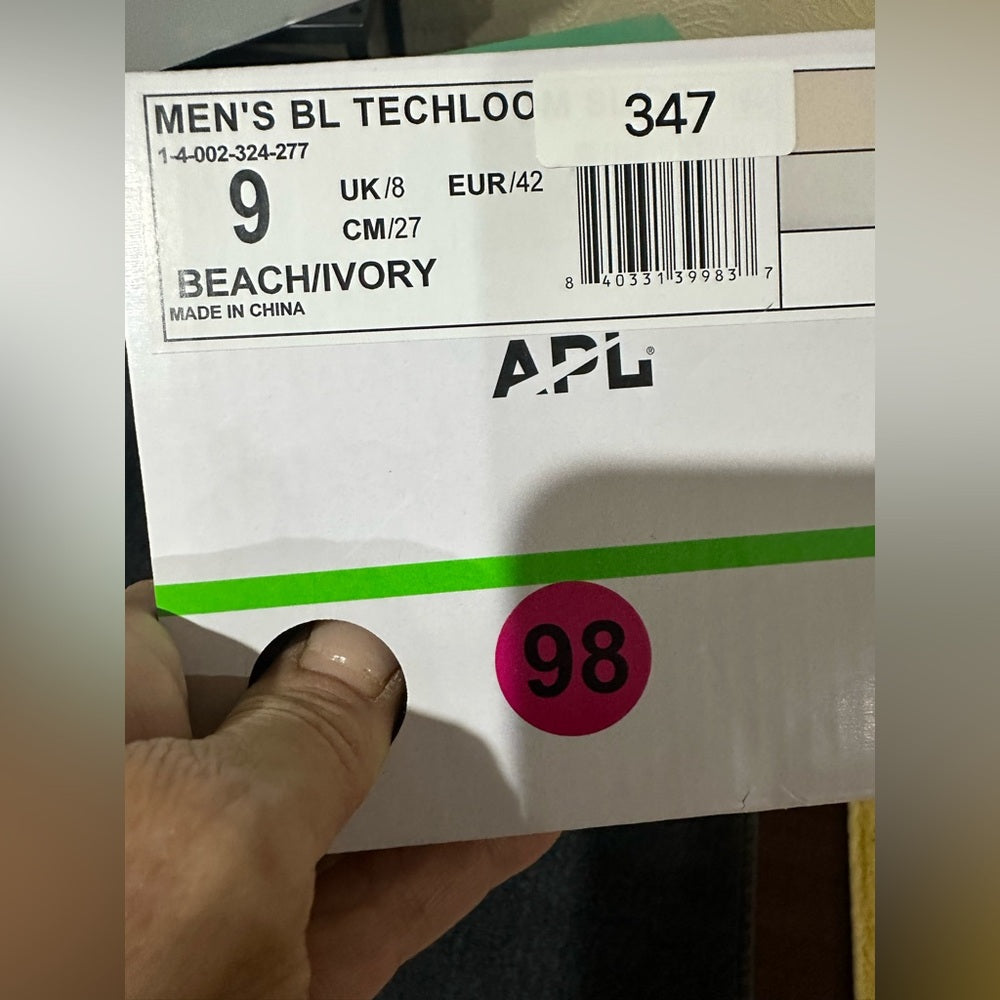 MEN'S BL TECHLOO
347
1-4-002-324-277
9
UK/8 EUR/42
CM/27
BEACH/IVORY
MADE IN CHINA
8 40331 39983 7
APL®
98